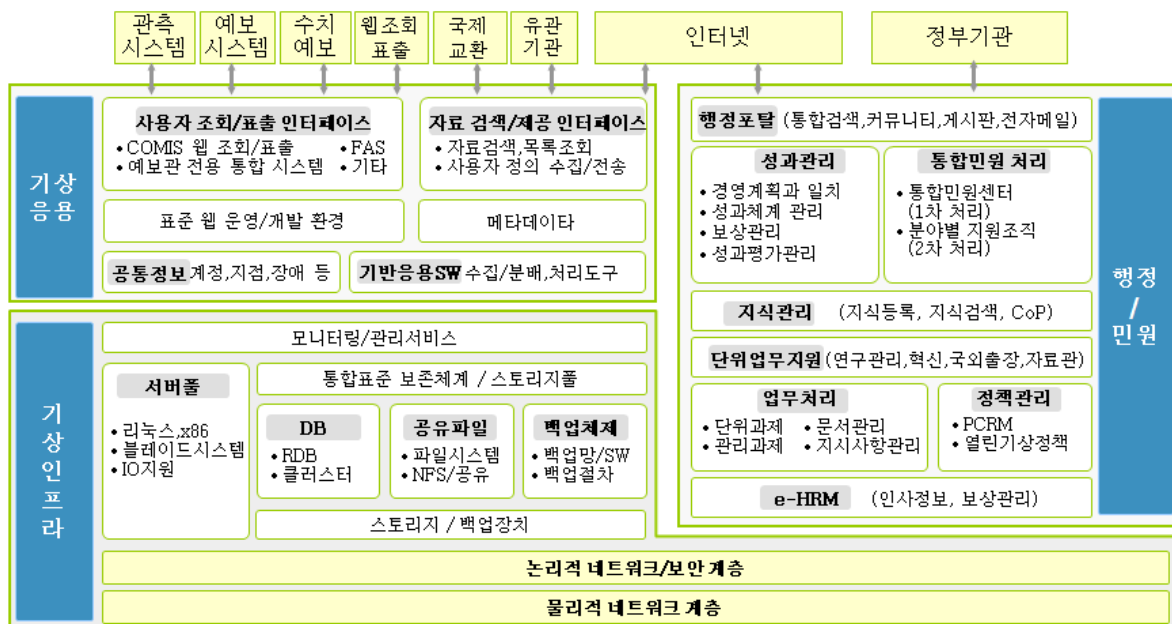 관측
시스템
예보
시스템
수치
예보
웹조회
표출
국제
교환
유관
기관
인터넷
정부기관
기상
응용
사용자 조회/표출 인터페이스
• COMIS 웹 조회/표출 • FAS
• 예보관 전용 통합 시스템 • 기타
자료 검색/제공 인터페이스
• 자료검색,목록조회
• 사용자 정의 수집/전송
표준 웹 운영/개발 환경
메타데이타
공통정보 계정,지점,장애 등
기반응용SW 수집/분배,처리도구
기
상
인
프
라
모니터링/관리서비스
서버풀
• 리눅스,x86
• 블레이드시스템
• IO지원
통합표준 보존체계 / 스토리지풀
DB
• RDB
• 클러스터
공유파일
• 파일시스템
• NFS/공유
백업체제
• 백업망/SW
• 백업절차
스토리지 / 백업장치
논리적 네트워크/보안 계층
물리적 네트워크 계층
행정포탈 (통합검색,커뮤니티,게시판,전자메일)
성과관리
• 경영계획과 일치
• 성과체계 관리
• 보상관리
• 성과평가관리
통합민원 처리
• 통합민원센터
(1차 처리)
• 분야별 지원조직
(2차 처리)
지식관리 (지식등록, 지식검색, CoP)
단위업무지원 (연구관리,혁신,국외출장,자료관)
업무처리
• 단위과제 • 문서관리
• 관리과제 • 지시사항관리
정책관리
• PCRM
• 열린기상정책
e-HRM (인사정보, 보상관리)
행정
/
민원